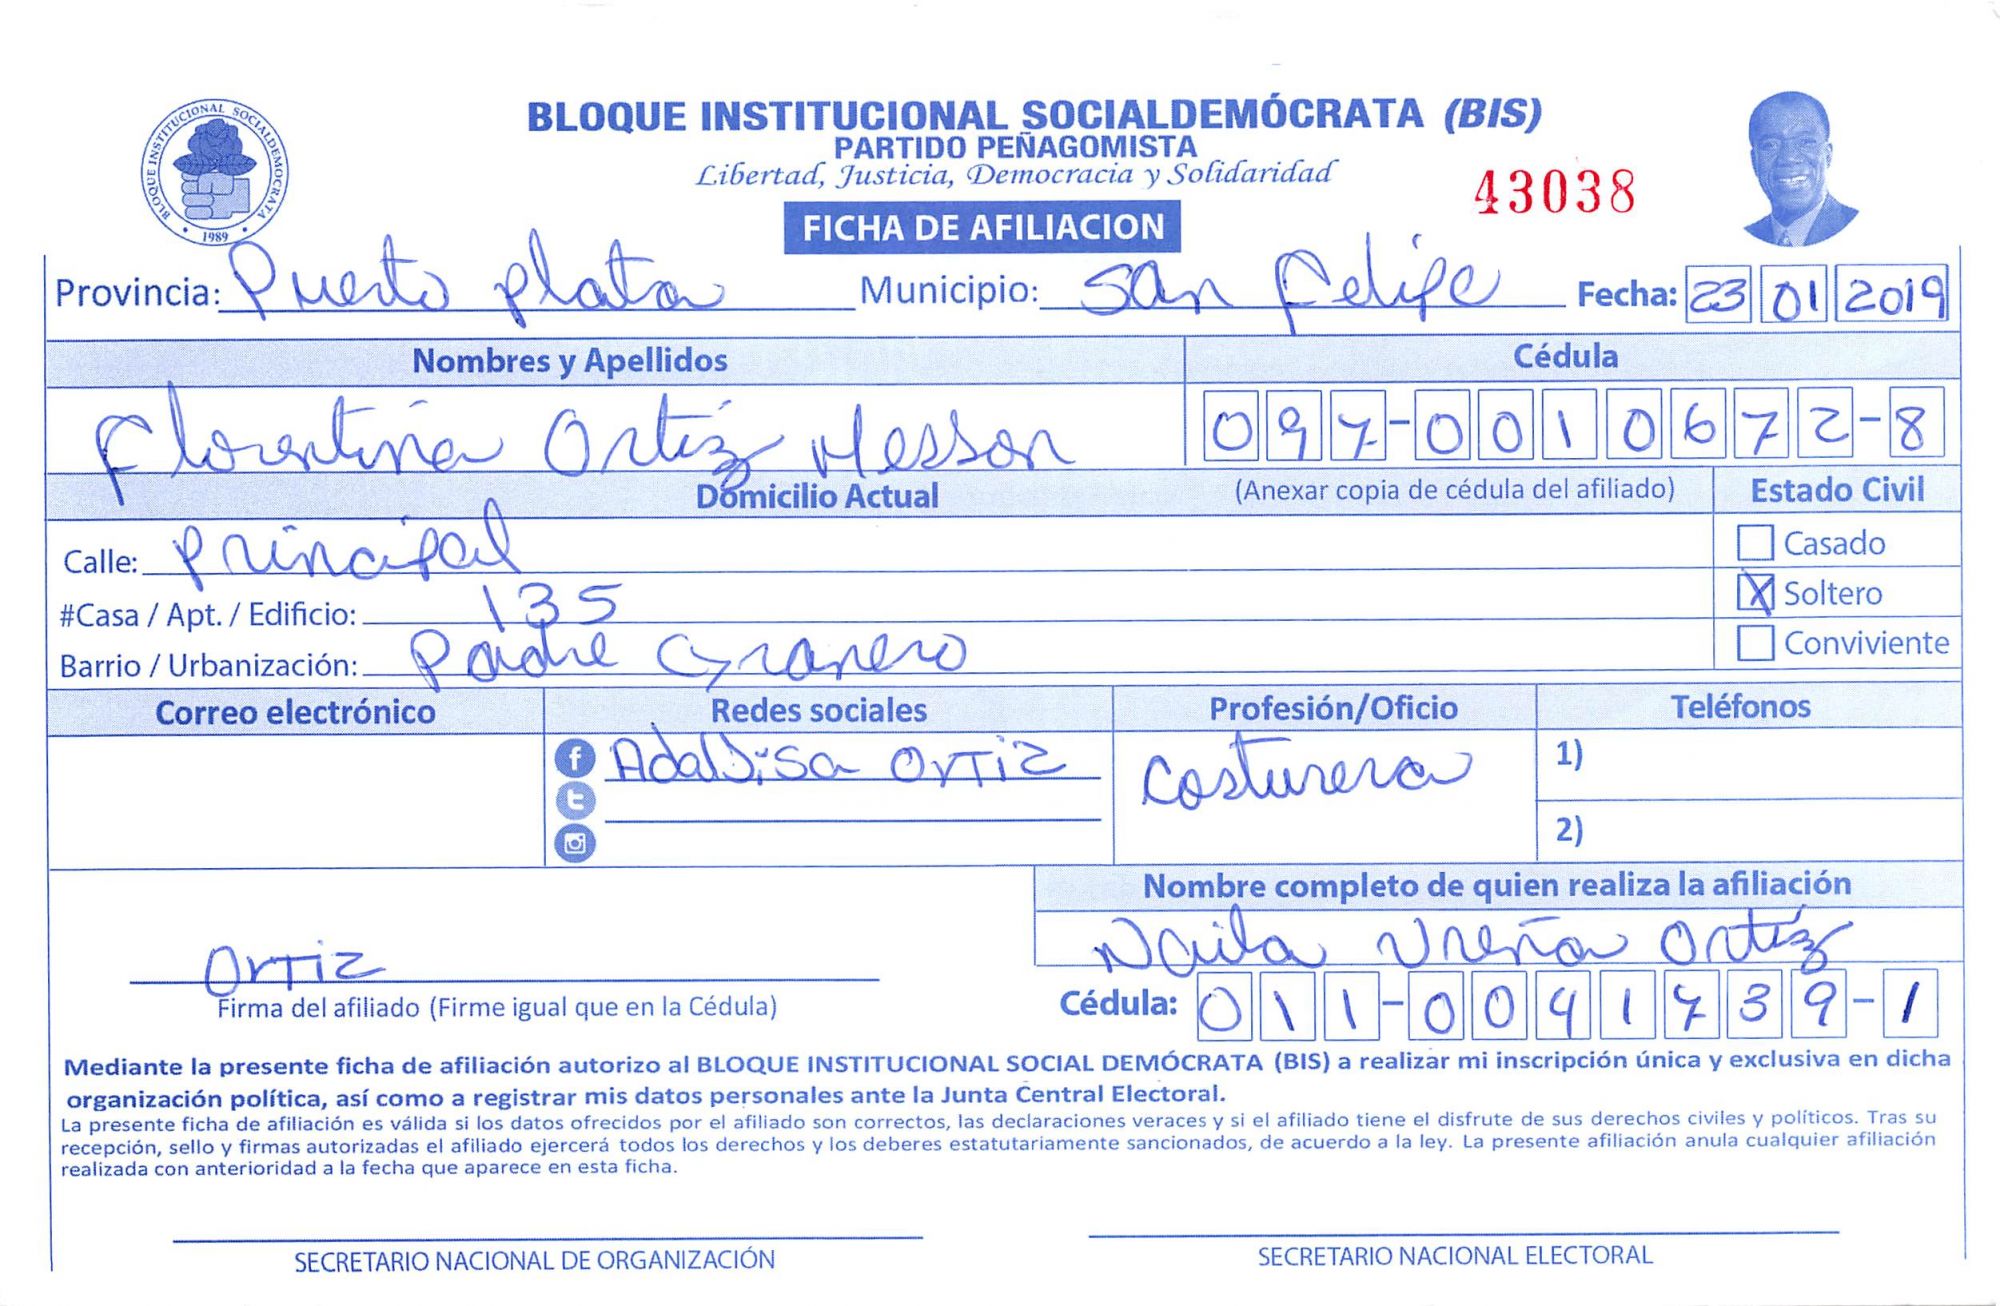 BLOQUE INSTITUCIONAL SOCIALDEMOCRATA
1989
BLOQUE INSTITUCIONAL SOCIALDEMÓCRATA (BIS)
PARTIDO PEÑAGOMISTA
Libertad, Justicia, Democracia y Solidaridad
43038
FICHA DE AFILIACION
Provincia: Puerto plata Municipio: San Felipe Fecha: 23 01 2019
Nombres y Apellidos Cédula
Florentina Ortiz Messon 097-0010672-8
Domicilio Actual (Anexar copia de cédula del afiliado) Estado Civil
Calle: Principal Casado
#Casa / Apt. / Edificio: 135 X Soltero
Barrio / Urbanización: Padre Granero Conviviente
Correo electrónico Redes sociales Profesión/Oficio Teléfonos
Adalbisa Ortiz Costurera 1)
2)
Nombre completo de quien realiza la afiliación
Naila Ureña Ortiz
Ortiz
Firma del afiliado (Firme igual que en la Cédula) Cédula: 011-0041739-1
Mediante la presente ficha de afiliación autorizo al BLOQUE INSTITUCIONAL SOCIAL DEMÓCRATA (BIS) a realizar mi inscripción única y exclusiva en dicha
organización política, así como a registrar mis datos personales ante la Junta Central Electoral.
La presente ficha de afiliación es válida si los datos ofrecidos por el afiliado son correctos, las declaraciones veraces y si el afiliado tiene el disfrute de sus derechos civiles y políticos. Tras su
recepción, sello y firmas autorizadas el afiliado ejercerá todos los derechos y los deberes estatutariamente sancionados, de acuerdo a la ley. La presente afiliación anula cualquier afiliación
realizada con anterioridad a la fecha que aparece en esta ficha.
SECRETARIO NACIONAL DE ORGANIZACIÓN SECRETARIO NACIONAL ELECTORAL